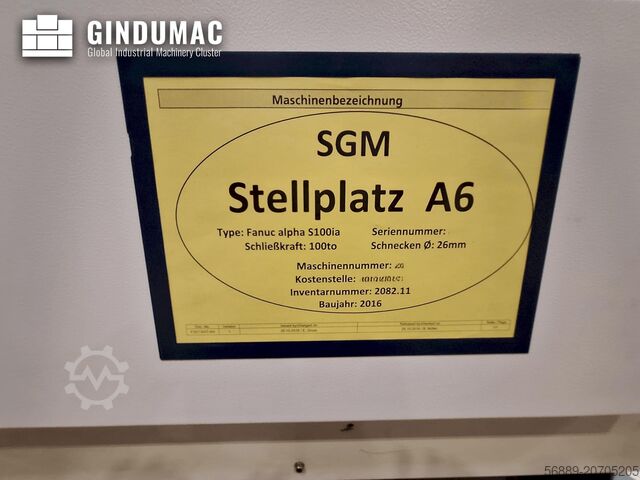 GINDUMAC
Global Industrial Machinery Cluster
Maschinenbezeichnung
SGM
Stellplatz A6
Type: Fanuc alpha S100ia Seriennummer:
Schließkraft: 100to Schnecken Ø: 26mm
Maschinennummer:
Kostenstelle:
Inventarnummer: 2082.11
Baujahr: 2016
56889-20705205